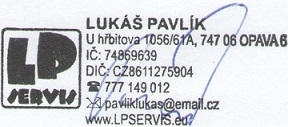 LP
SERVIS
LUKÁŠ PAVLÍK
U hřbitova 1056/61A, 747 06 OPAVA 6
IČ: 74869639
DIČ: CZ8611275904
☎ 777 149 012
✉ pavliklukas@email.cz
www.LPSERVIS.eu